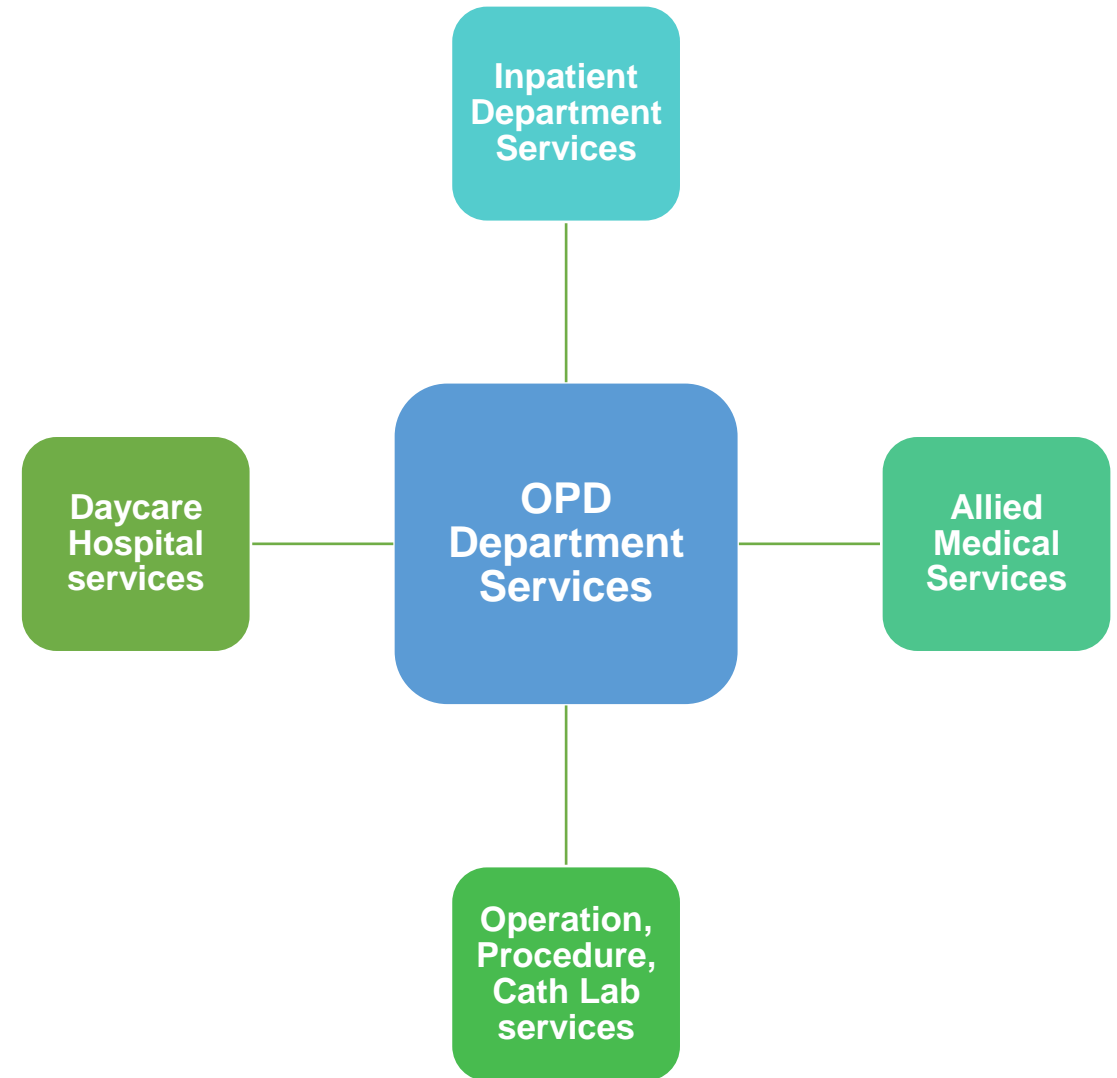 Inpatient
Department
Services
Daycare
Hospital
services
OPD
Department
Services
Allied
Medical
Services
Operation,
Procedure,
Cath Lab
services